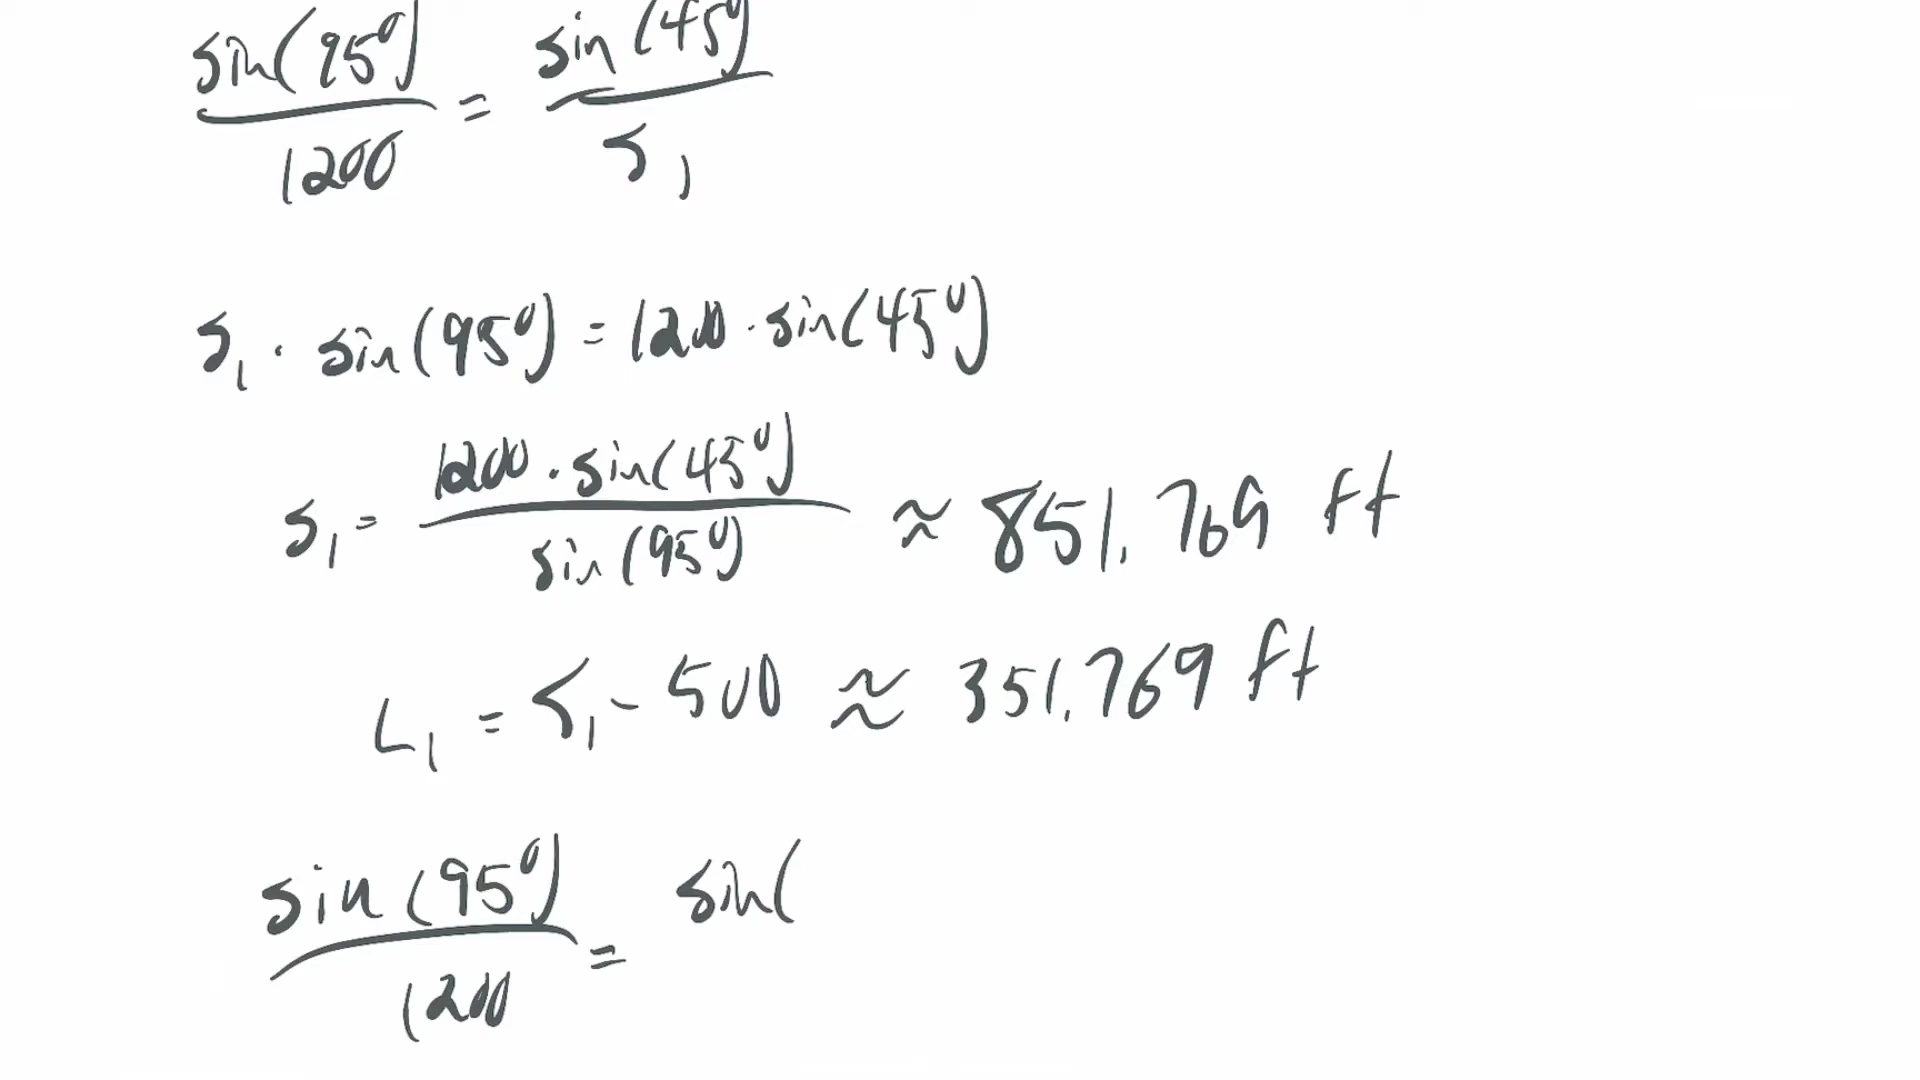 sin(95°)/1200 = sin(45°)/S₁
S₁ · sin(95°) = 1200 · sin(45°)
S₁ = 1200 · sin(45°)/sin(95°) ≈ 851.769 ft
L₁ = S₁ - 500 ≈ 351.769 ft
sin(95°)/1200 = sin(